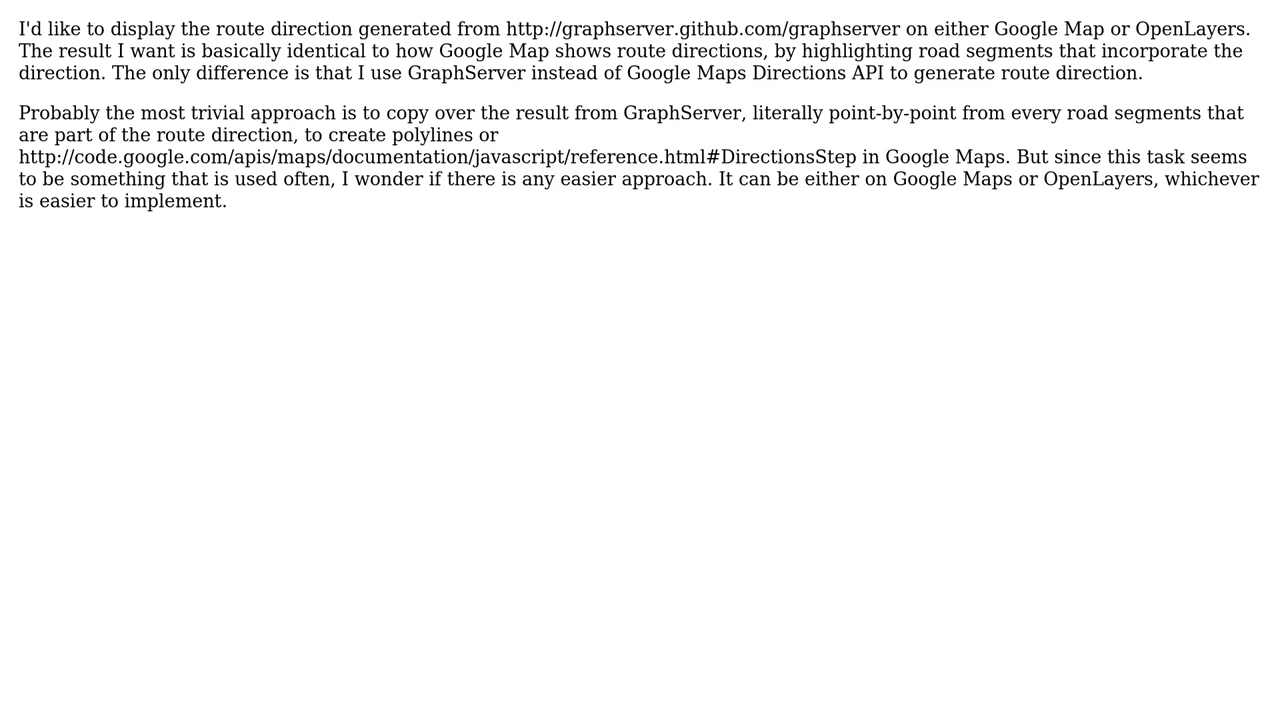 I'd like to display the route direction generated from http://graphserver.github.com/graphserver on either Google Map or OpenLayers.
The result I want is basically identical to how Google Map shows route directions, by highlighting road segments that incorporate the
direction. The only difference is that I use GraphServer instead of Google Maps Directions API to generate route direction.
Probably the most trivial approach is to copy over the result from GraphServer, literally point-by-point from every road segments that
are part of the route direction, to create polylines or
http://code.google.com/apis/maps/documentation/javascript/reference.html#DirectionsStep in Google Maps. But since this task seems
to be something that is used often, I wonder if there is any easier approach. It can be either on Google Maps or OpenLayers, whichever
is easier to implement.